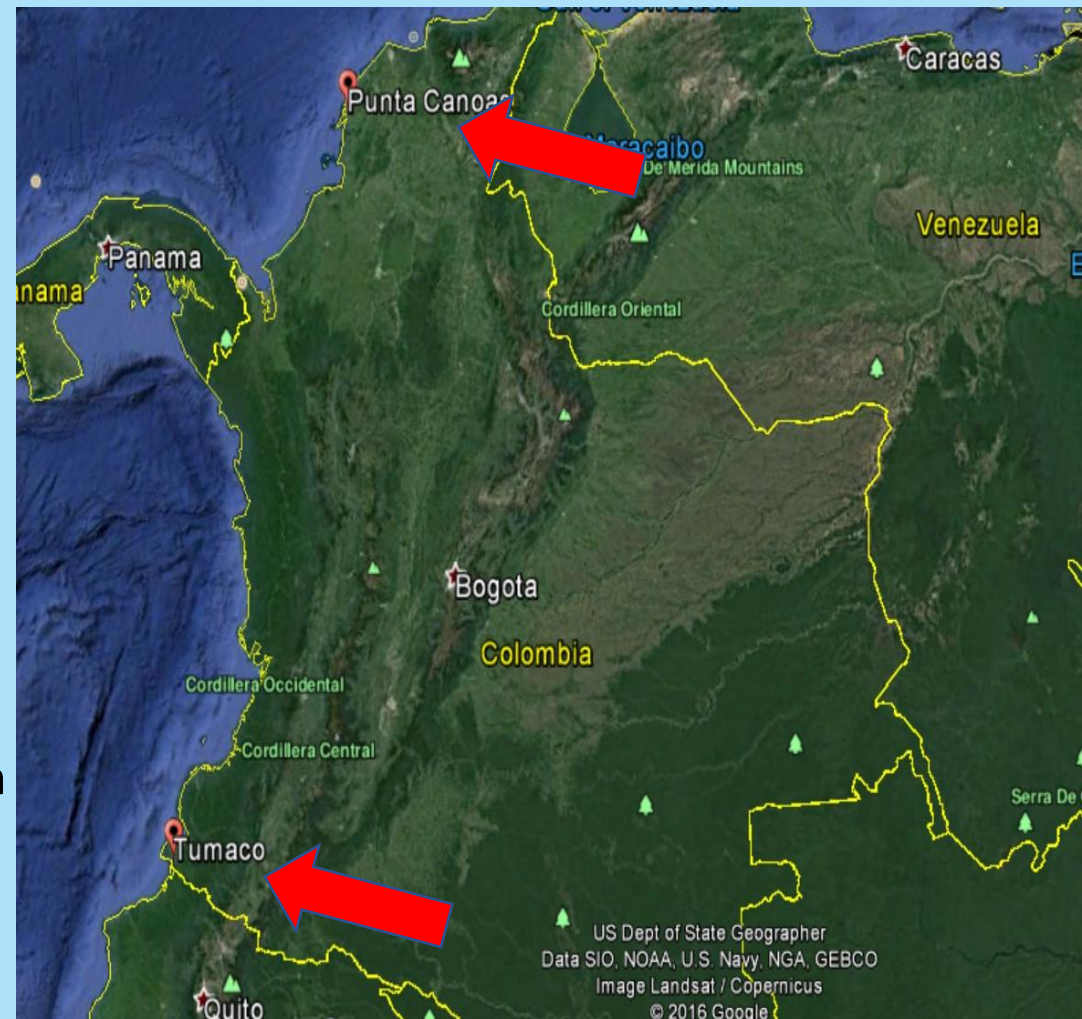 Caracas
Punta Canoas
Maracaibo
De Merida Mountains
Venezuela
Panama
anama
Cordillera Oriental
Bogota
Colombia
Cordillera Occidental
Cordillera Central
Serra De
Tumaco
US Dept of State Geographer
Data SIO, NOAA, U.S. Navy, NGA, GEBCO
Image Landsat / Copernicus
Quito
© 2016 Google